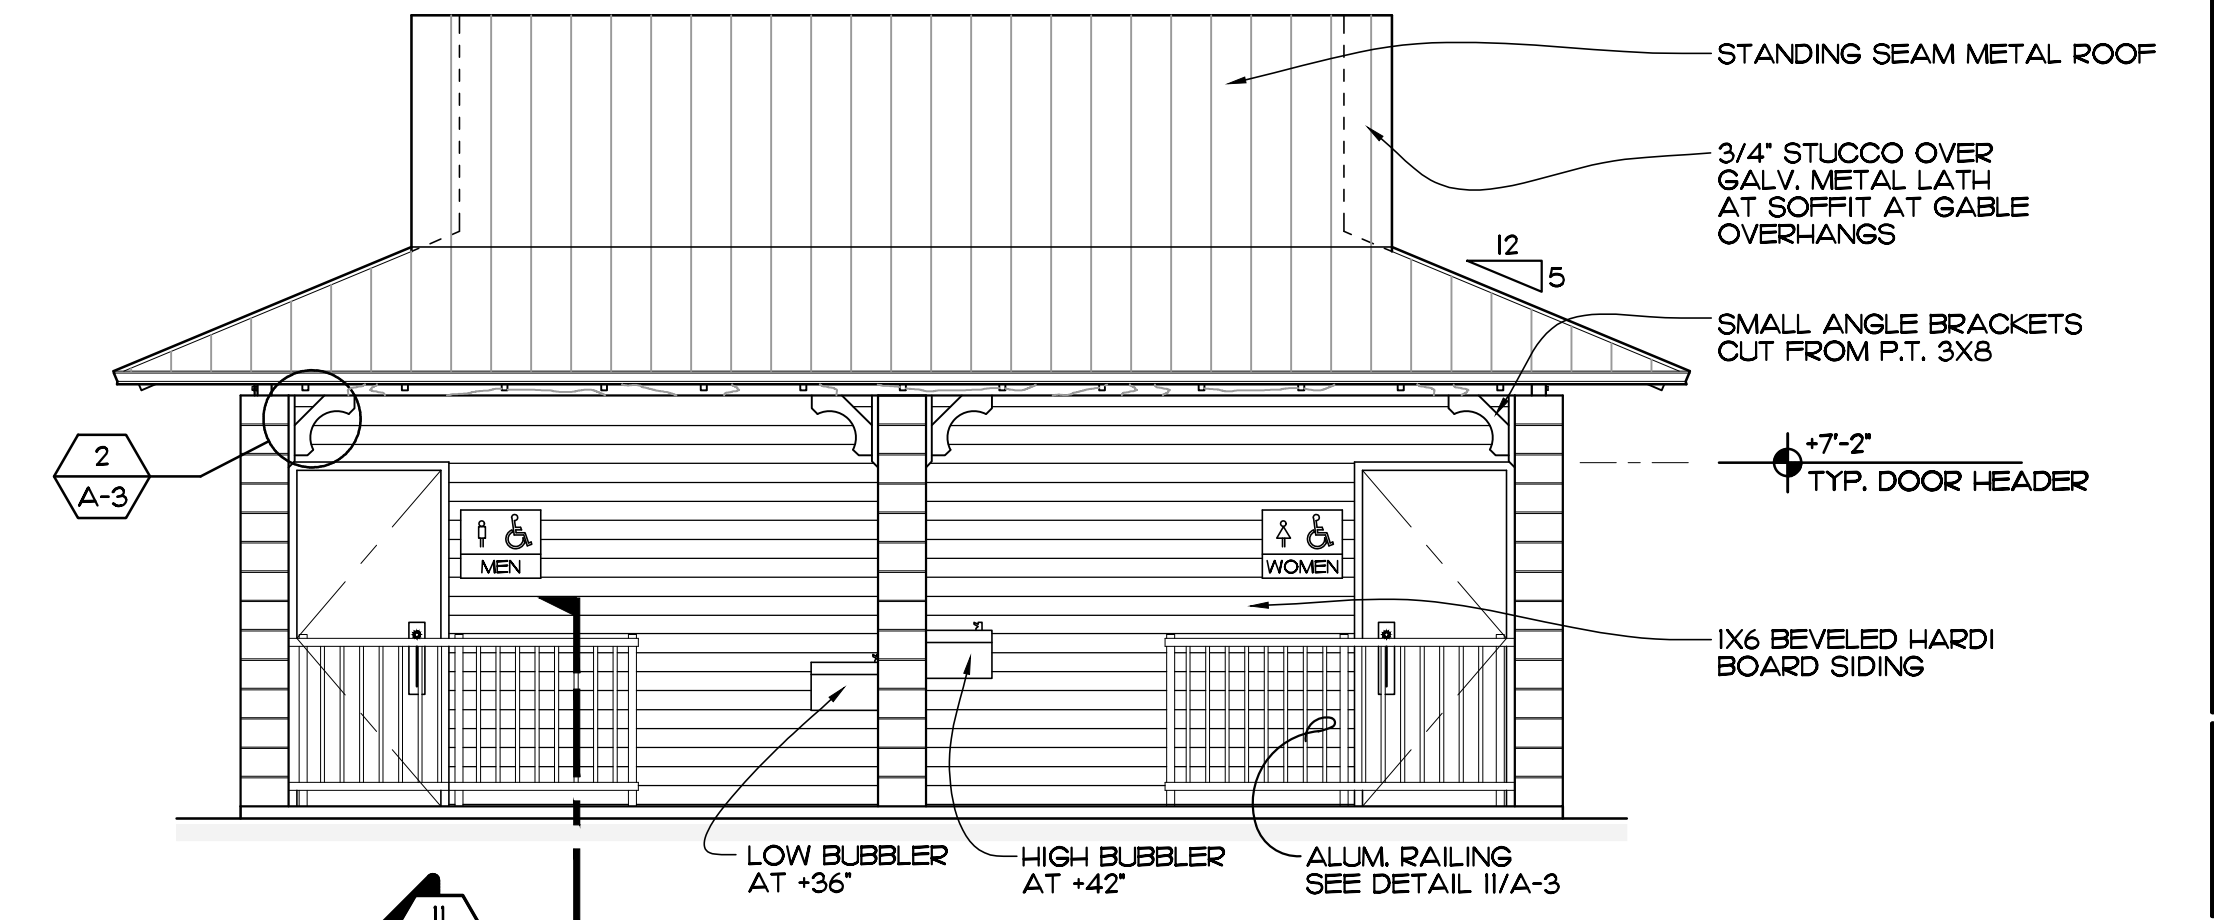 STANDING SEAM METAL ROOF
3/4" STUCCO OVER
GALV. METAL LATH
AT SOFFIT AT GABLE
OVERHANGS
12
5
SMALL ANGLE BRACKETS
CUT FROM P.T. 3X8
2
A-3
+7'-2"
TYP. DOOR HEADER
MEN
WOMEN
1X6 BEVELED HARDI
BOARD SIDING
LOW BUBBLER
AT +36"
HIGH BUBBLER
AT +42"
ALUM. RAILING
SEE DETAIL 11/A-3
11